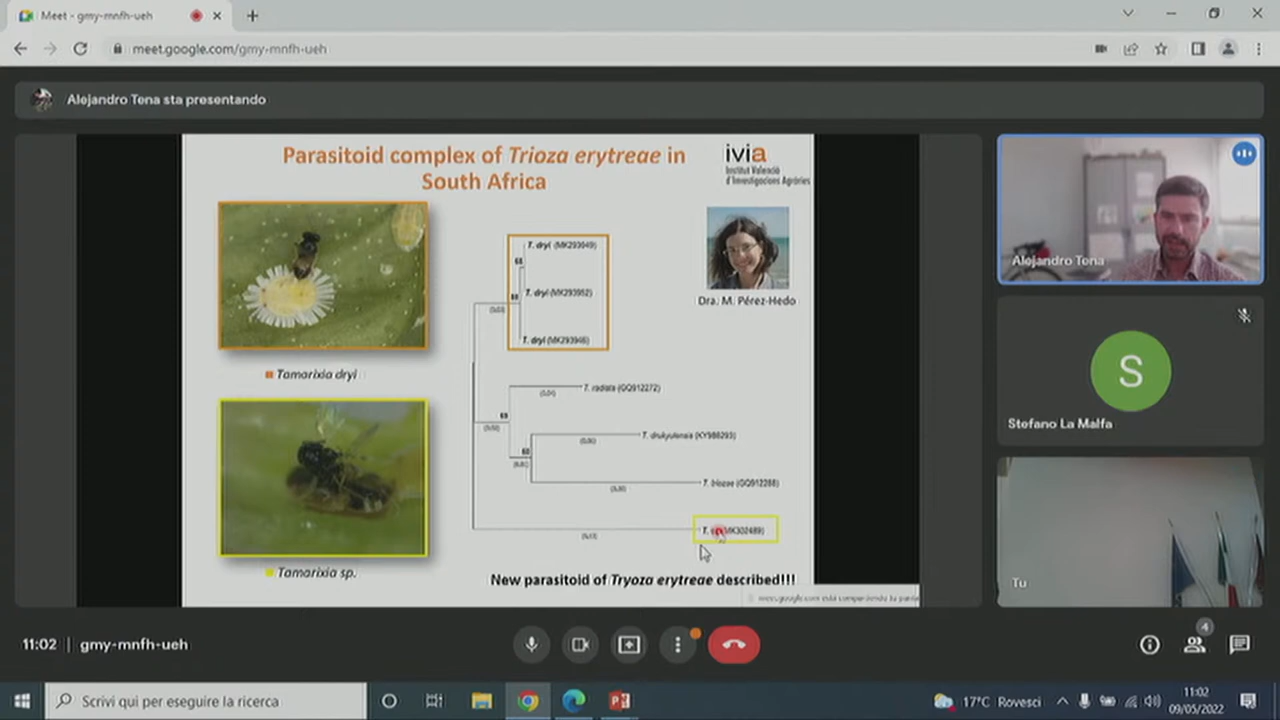 Meet - gmy-mnfh-ueh
meet.google.com/gmy-mnfh-ueh
Alejandro Tena sta presentando
Parasitoid complex of Trioza erytreae in
South Africa
ivia
Institut Valencià
d'Investigacions Agràries
Dra. M. Pérez-Hedo
T. dryi (MK293949)
T. dryi (MK293952)
T. dryi (MK293946)
T. radiata (GQ912272)
T. triozae (GQ912288)
Tamarixia dryi
Tamarixia sp.
New parasitoid of Tryoza erytreae described!!!
Alejandro Tena
S
Stefano La Malfa
Tu
11:02
gmy-mnfh-ueh
4
Scrivi qui per eseguire la ricerca
17°C Rovesci
11:02
09/05/2022